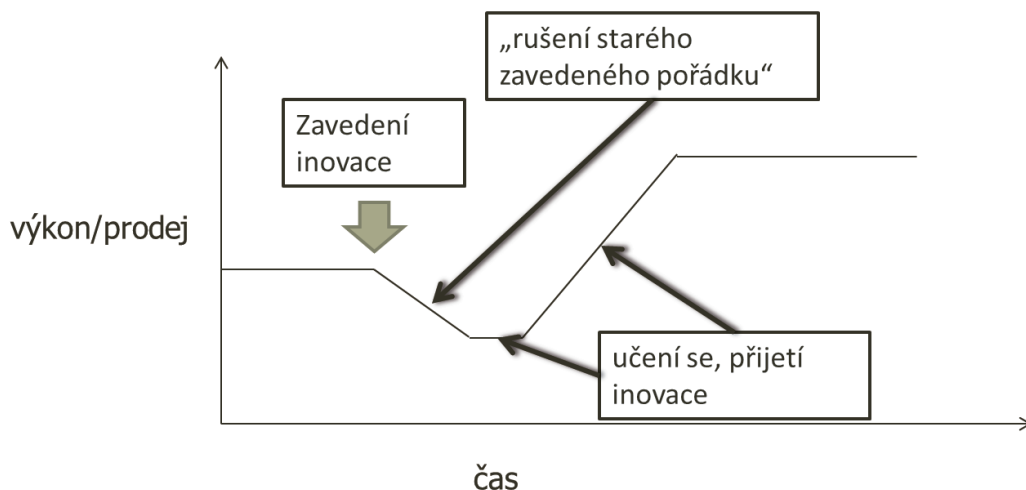 „rušení starého
zavedeného pořádku“
Zavedení
inovace
výkon/prodej
učení se, přijetí
inovace
čas